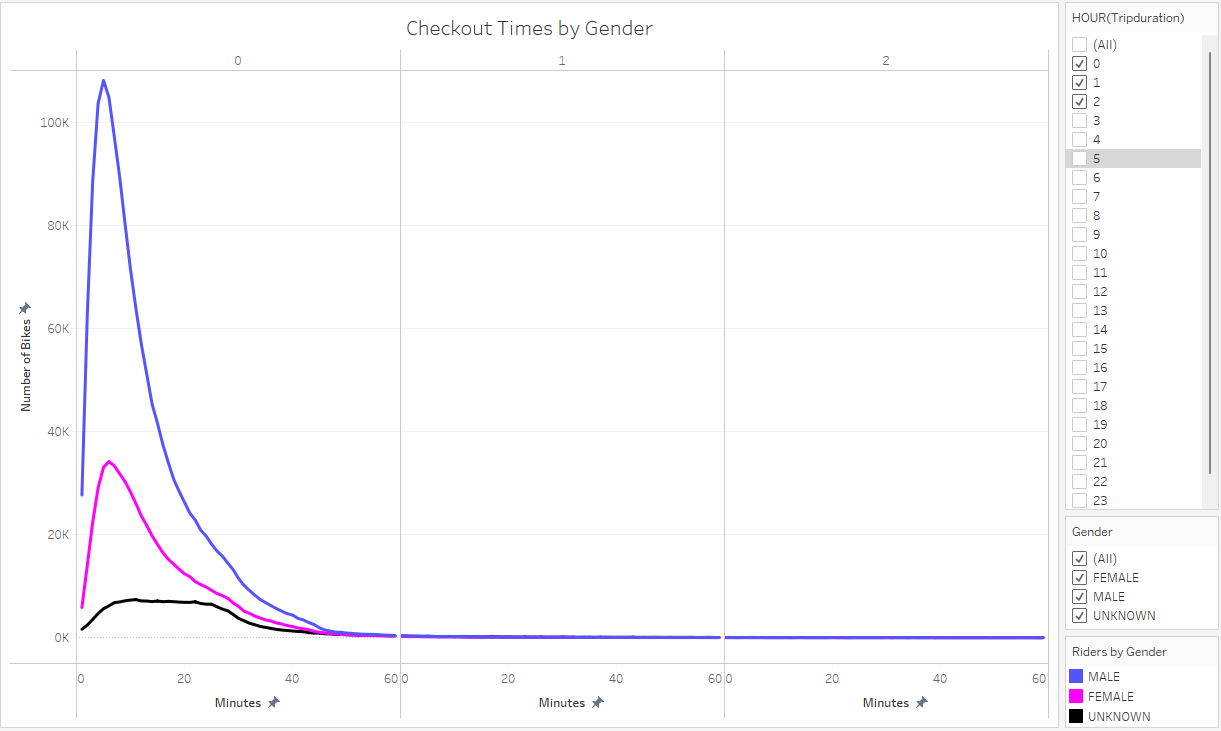 Checkout Times by Gender
0 1 2
100K
80K
60K
40K
20K
0K
Number of Bikes
0 20 40 60 0 20 40 60 0 20 40 60
Minutes Minutes Minutes
HOUR(Tripduration)
(All)
0
1
2
3
4
5
6
7
8
9
10
11
12
13
14
15
16
17
18
19
20
21
22
23
Gender
(All)
FEMALE
MALE
UNKNOWN
Riders by Gender
MALE
FEMALE
UNKNOWN